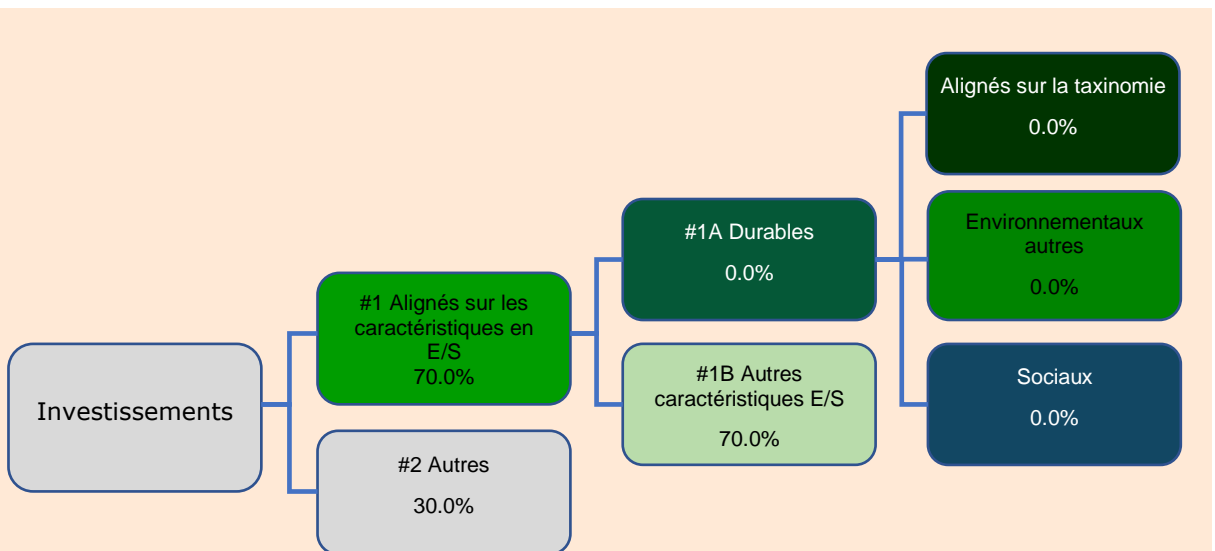 Investissements
#1 Alignés sur les
caractéristiques en
E/S
70.0%
#2 Autres
30.0%
#1A Durables
0.0%
#1B Autres
caractéristiques E/S
70.0%
Alignés sur la taxinomie
0.0%
Environnementaux
autres
0.0%
Sociaux
0.0%